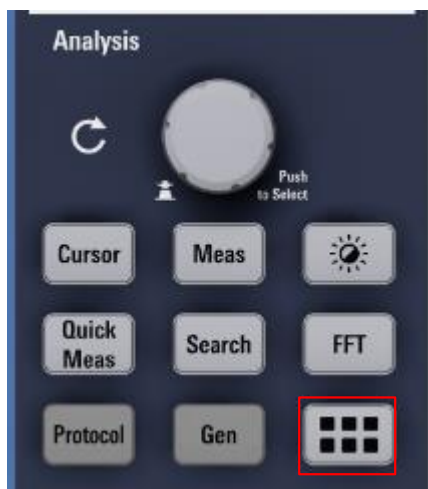 Analysis
Push
to Select
Cursor
Meas
Quick
Meas
Search
FFT
Protocol
Gen